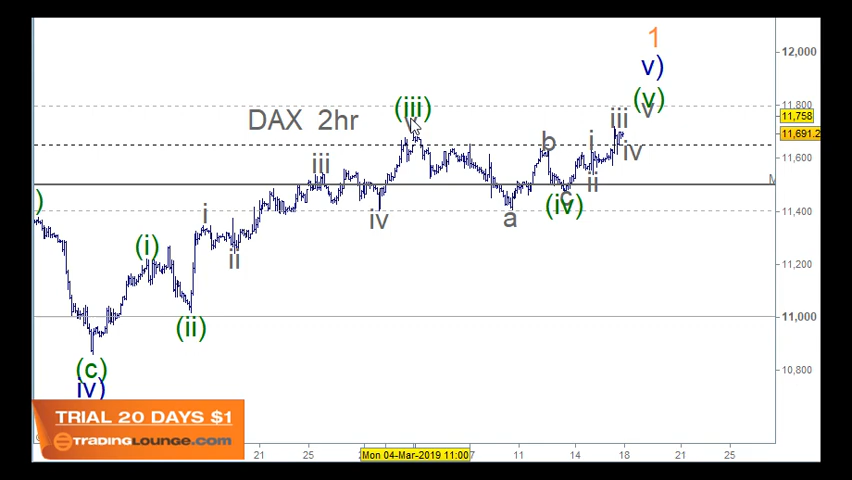 1
v)
(v)
v
12,000
11,800
11,758
11,691.2
11,600
11,400
11,200
11,000
10,800
DAX 2hr
(iii)
v
iii
iii
iv
b
i
ii
c
(iv)
a
iv
i
ii
(i)
(ii)
)
(c)
iv)
M
TRIAL 20 DAYS $1
TRADINGLOUNGE.COM
21
25
Mon 04-Mar-2019 11:00
7
11
14
18
21
25